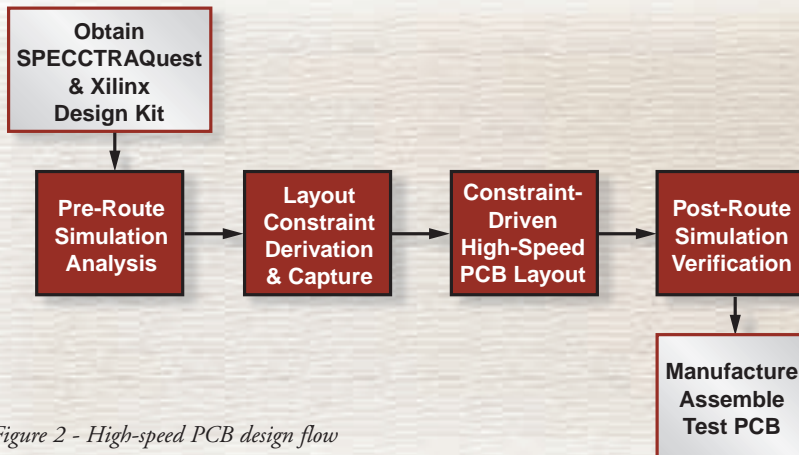 Obtain
SPECCTRAQuest
& Xilinx
Design Kit
Pre-Route
Simulation
Analysis
Layout
Constraint
Derivation
& Capture
Constraint-
Driven
High-Speed
PCB Layout
Post-Route
Simulation
Verification
Manufacture
Assemble
Test PCB
Figure 2 - High-speed PCB design flow